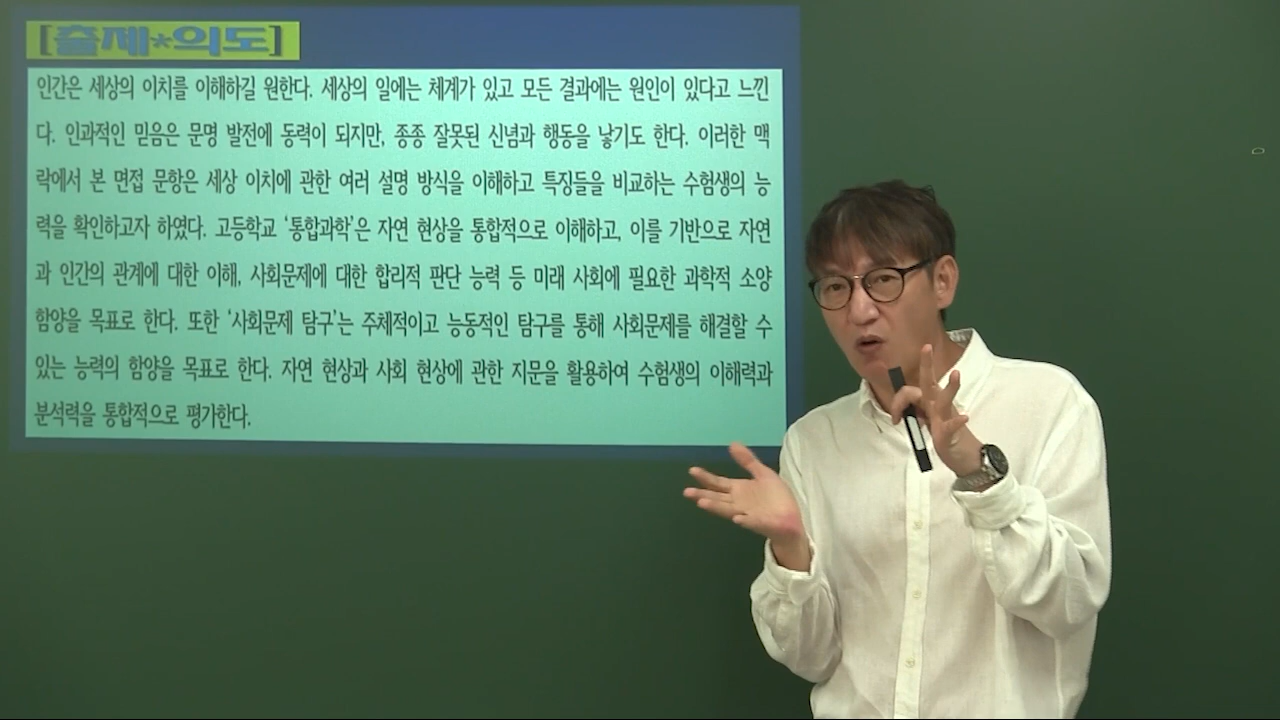 [출제*의도]
인간은 세상의 이치를 이해하길 원한다. 세상의 일에는 체계가 있고 모든 결과에는 원인이 있다고 느낀
다. 인과적인 믿음은 문명 발전에 동력이 되지만, 종종 잘못된 신념과 행동을 낳기도 한다. 이러한 맥
락에서 본 면접 문항은 세상 이치에 관한 여러 설명 방식을 이해하고 특징들을 비교하는 수험생의 능
력을 확인하고자 하였다. 고등학교 ‘통합과학’은 자연 현상을 통합적으로 이해하고, 이를 기반으로 자연
과 인간의 관계에 대한 이해, 사회문제에 대한 합리적 판단 능력 등 미래 사회에 필요한 과학적 소양
함양을 목표로 한다. 또한 ‘사회문제 탐구’는 주체적이고 능동적인 탐구를 통해 사회문제를 해결할 수
있는 능력의 함양을 목표로 한다. 자연 현상과 사회 현상에 관한 지문을 활용하여 수험생의 이해력과
분석력을 통합적으로 평가한다.